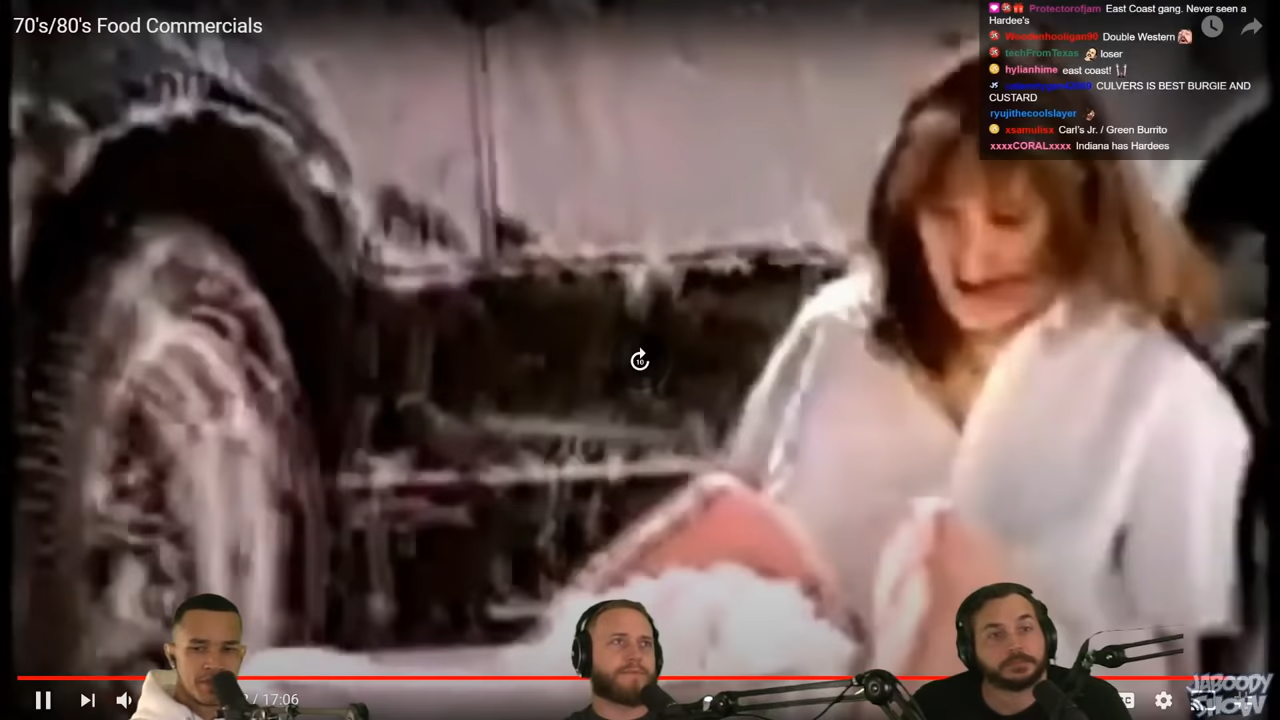 70's/80's Food Commercials
Protectorofjam East Coast gang. Never seen a
Hardee's
Woodenhooligan90 Double Western
techFromTexas loser
hylianhime east coast!
CULVERS IS BEST BURGIE AND
CUSTARD
ryujithecoolslayer
xsamulisx Carl's Jr. / Green Burrito
xxxxCORALxxxx Indiana has Hardees
10
/ 17:06
JABOODY
SHOW